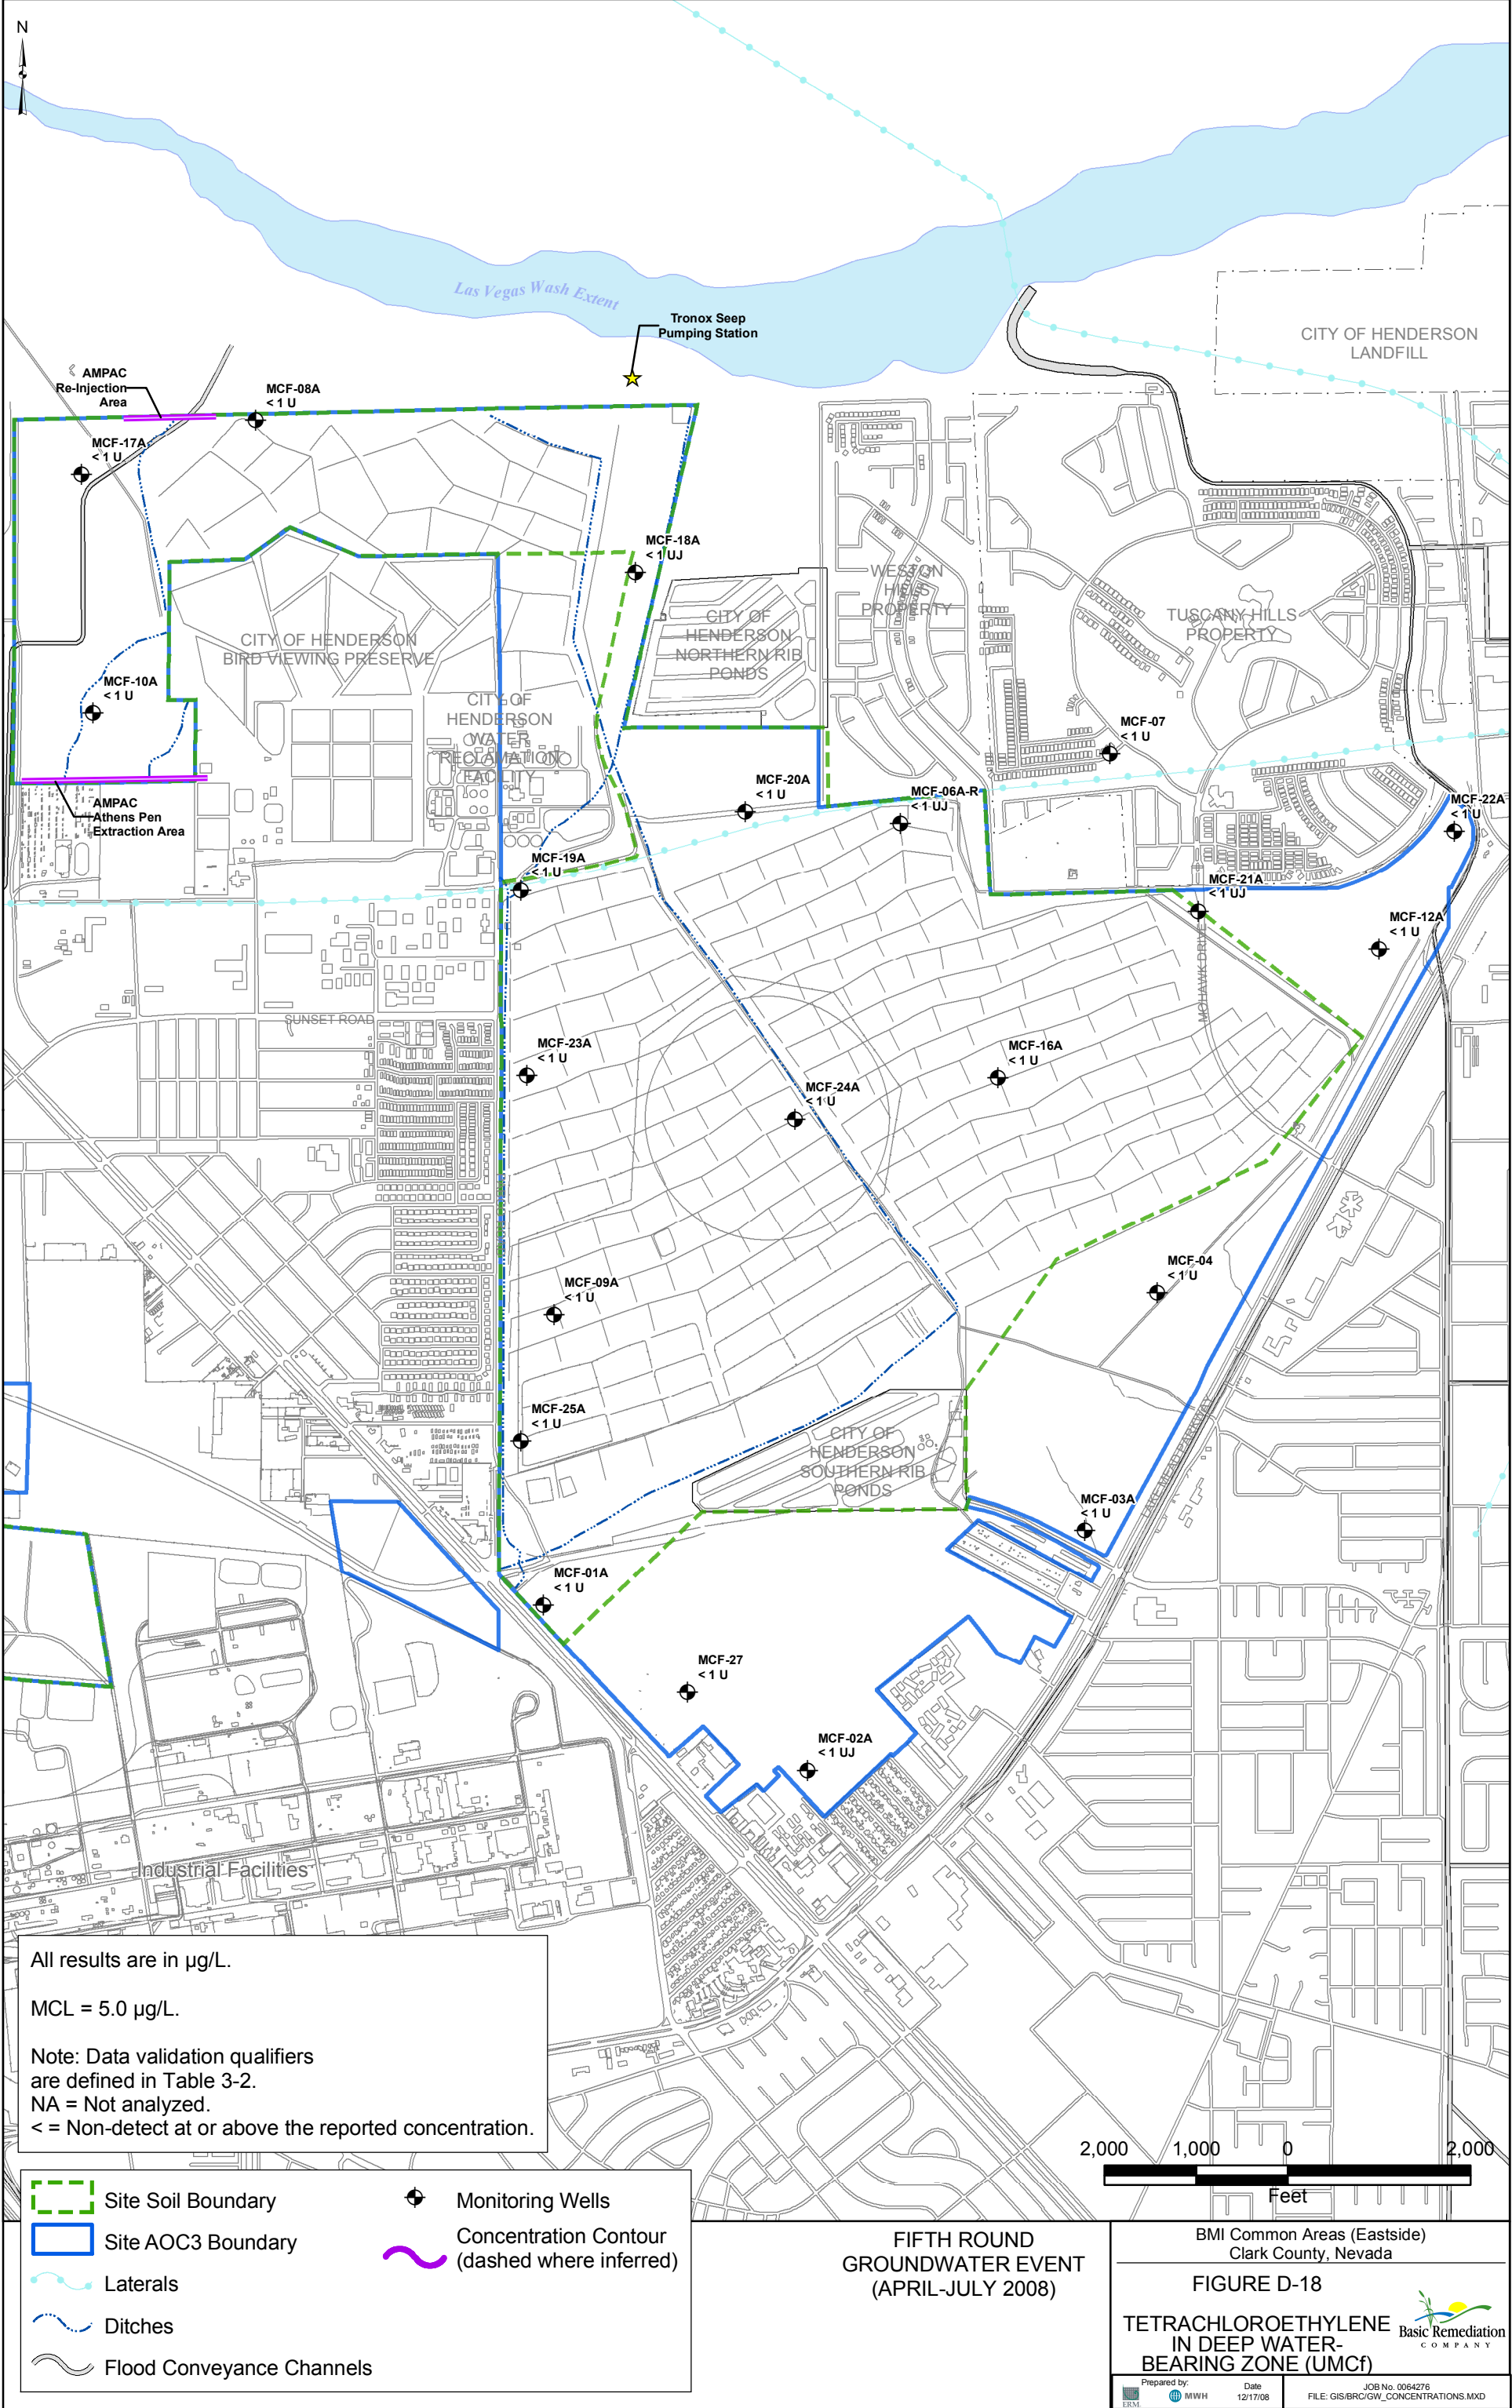 N
Las Vegas Wash Extent
Tronox Seep
Pumping Station
CITY OF HENDERSON
LANDFILL
AMPAC
Re-Injection
Area
MCF-08A
< 1 U
MCF-17A
< 1 U
MCF-18A
< 1 UJ
WESTON
HILLS
PROPERTY
CITY OF
HENDERSON
NORTHERN RIB
PONDS
TUSCANY HILLS
PROPERTY
CITY OF HENDERSON
BIRD VIEWING PRESERVE
MCF-10A
< 1 U
CITY OF
HENDERSON
WATER
RECLAMATION
FACILITY
MCF-07
< 1 U
MCF-20A
< 1 U
MCF-06A-R
< 1 UJ
MCF-22A
< 1 U
AMPAC
Athens Pen
Extraction Area
MCF-19A
< 1 U
MCF-21A
< 1 UJ
MCF-12A
< 1 U
MOHAWK DRIVE
SUNSET ROAD
MCF-23A
< 1 U
MCF-16A
< 1 U
MCF-24A
< 1 U
MCF-04
< 1 U
MCF-09A
< 1 U
MCF-25A
< 1 U
CITY OF
HENDERSON
SOUTHERN RIB
PONDS
LAKE MEAD PARKWAY
MCF-03A
< 1 U
MCF-01A
< 1 U
MCF-27
< 1 U
MCF-02A
< 1 UJ
Industrial Facilities
All results are in µg/L.
MCL = 5.0 µg/L.
Note: Data validation qualifiers
are defined in Table 3-2.
NA = Not analyzed.
< = Non-detect at or above the reported concentration.
2,000 1,000 0 2,000
Feet
Site Soil Boundary
Site AOC3 Boundary
Laterals
Ditches
Flood Conveyance Channels
Monitoring Wells
Concentration Contour
(dashed where inferred)
FIFTH ROUND
GROUNDWATER EVENT
(APRIL-JULY 2008)
BMI Common Areas (Eastside)
Clark County, Nevada
FIGURE D-18
TETRACHLOROETHYLENE
IN DEEP WATER-
BEARING ZONE (UMCf)
Basic Remediation
COMPANY
Prepared by:
ERM
MWH
Date
12/17/08
JOB No. 0064276
FILE: GIS/BRC/GW_CONCENTRATIONS.MXD